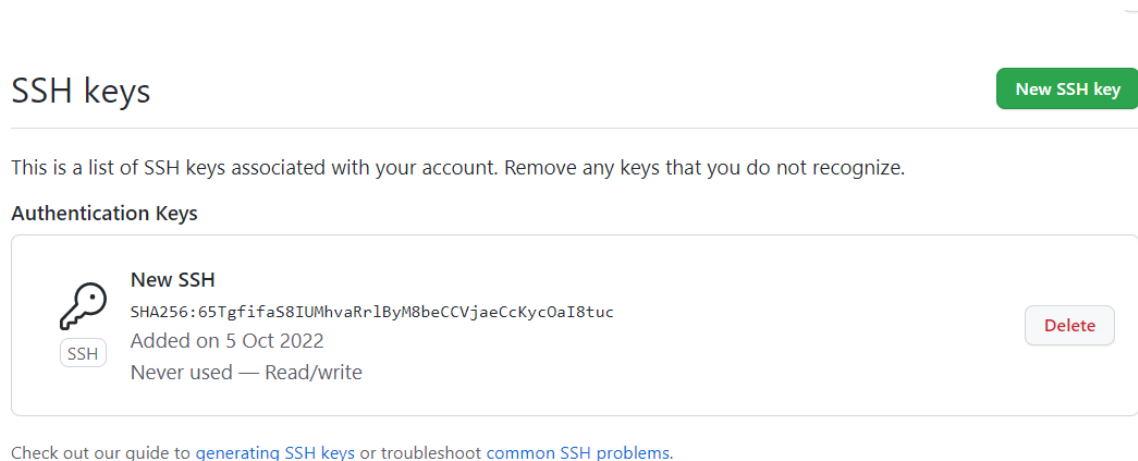 SSH keys
New SSH key
This is a list of SSH keys associated with your account. Remove any keys that you do not recognize.
Authentication Keys
New SSH
SHA256:65TgfifaS8IUMhvaRrlByM8beCCVjaeCcKycOaI8tuc
Added on 5 Oct 2022
Never used — Read/write
SSH
Delete
Check out our guide to generating SSH keys or troubleshoot common SSH problems.